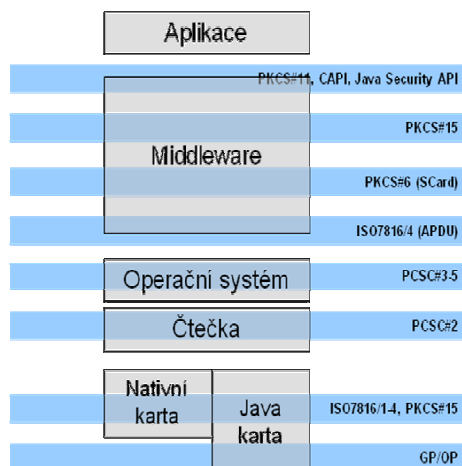 Aplikace
PKCS#11, CAPI, Java Security API
PKCS#15
Middleware
PKCS#6 (SCard)
ISO7816/4 (APDU)
Operační systém
PCSC#3-5
Čtečka
PCSC#2
Nativní
karta
Java
karta
ISO7816/1-4, PKCS#15
GP/OP